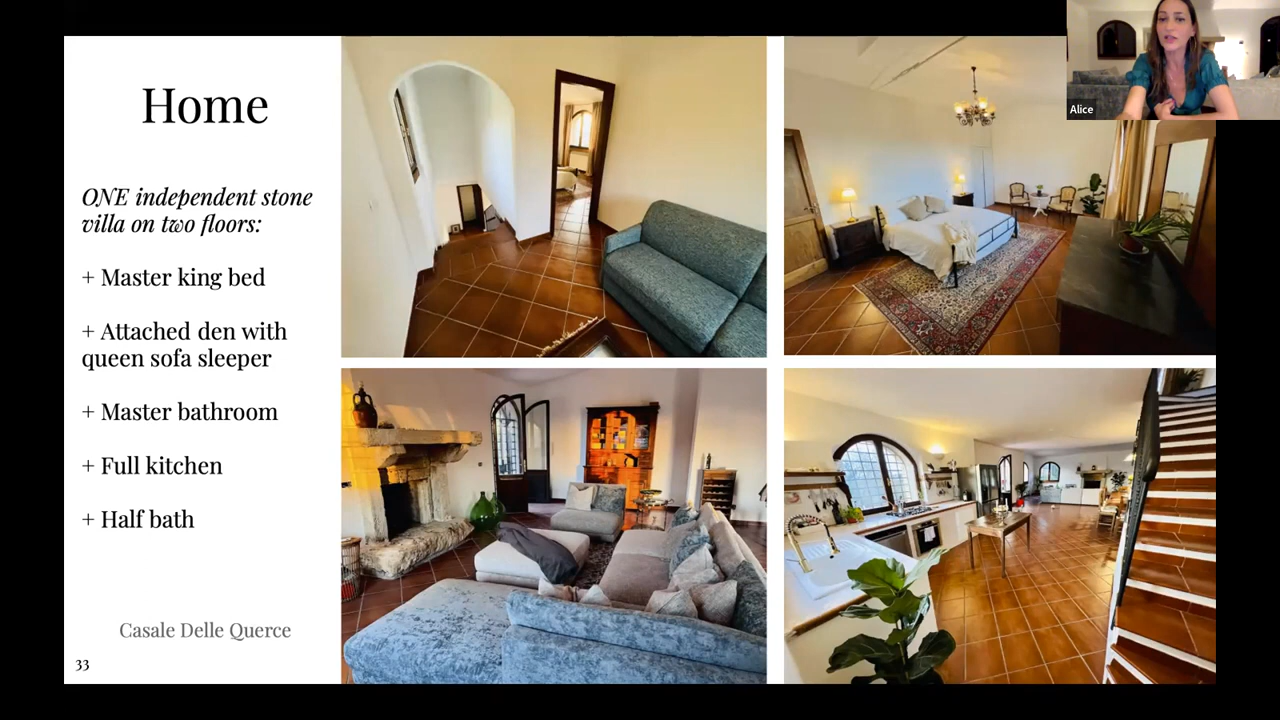 Home
ONE independent stone
villa on two floors:
+ Master king bed
+ Attached den with
queen sofa sleeper
+ Master bathroom
+ Full kitchen
+ Half bath
Casale Delle Querce
33
Alice